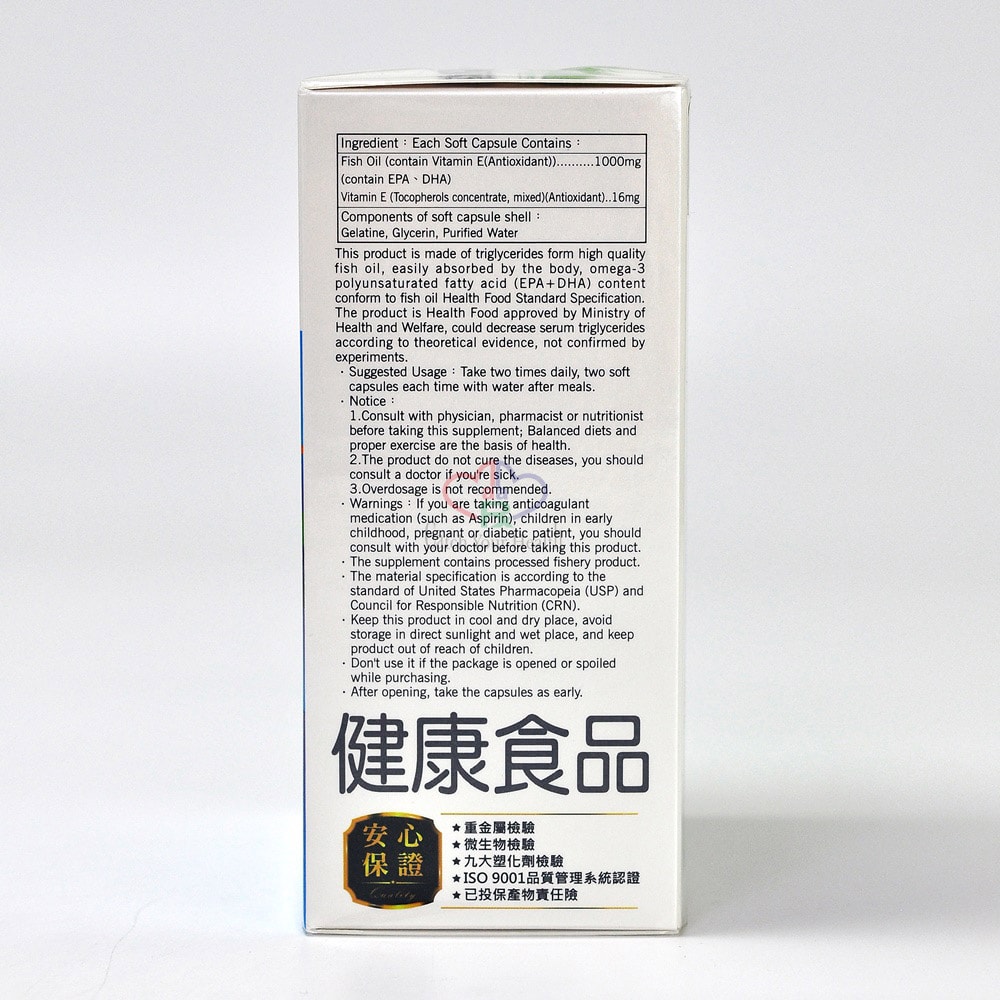 Ingredient：Each Soft Capsule Contains：
Fish Oil (contain Vitamin E(Antioxidant))..........1000mg
(contain EPA、DHA)
Vitamin E (Tocopherols concentrate, mixed)(Antioxidant)..16mg
Components of soft capsule shell：
Gelatine, Glycerin, Purified Water
This product is made of triglycerides form high quality
fish oil, easily absorbed by the body, omega-3
polyunsaturated fatty acid (EPA+DHA) content
conform to fish oil Health Food Standard Specification.
The product is Health Food approved by Ministry of
Health and Welfare, could decrease serum triglycerides
according to theoretical evidence, not confirmed by
experiments.
· Suggested Usage：Take two times daily, two soft
capsules each time with water after meals.
· Notice：
1.Consult with physician, pharmacist or nutritionist
before taking this supplement; Balanced diets and
proper exercise are the basis of health.
2.The product do not cure the diseases, you should
consult a doctor if you're sick.
3.Overdosage is not recommended.
· Warnings：If you are taking anticoagulant
medication (such as Aspirin), children in early
childhood, pregnant or diabetic patient, you should
consult with your doctor before taking this product.
· The supplement contains processed fishery product.
· The material specification is according to the
standard of United States Pharmacopeia (USP) and
Council for Responsible Nutrition (CRN).
· Keep this product in cool and dry place, avoid
storage in direct sunlight and wet place, and keep
product out of reach of children.
· Don't use it if the package is opened or spoiled
while purchasing.
· After opening, take the capsules as early.
健康食品
安心
保證
Quality
★重金屬檢驗
★微生物檢驗
★九大塑化劑檢驗
★ISO 9001品質管理系統認證
★已投保產物責任險